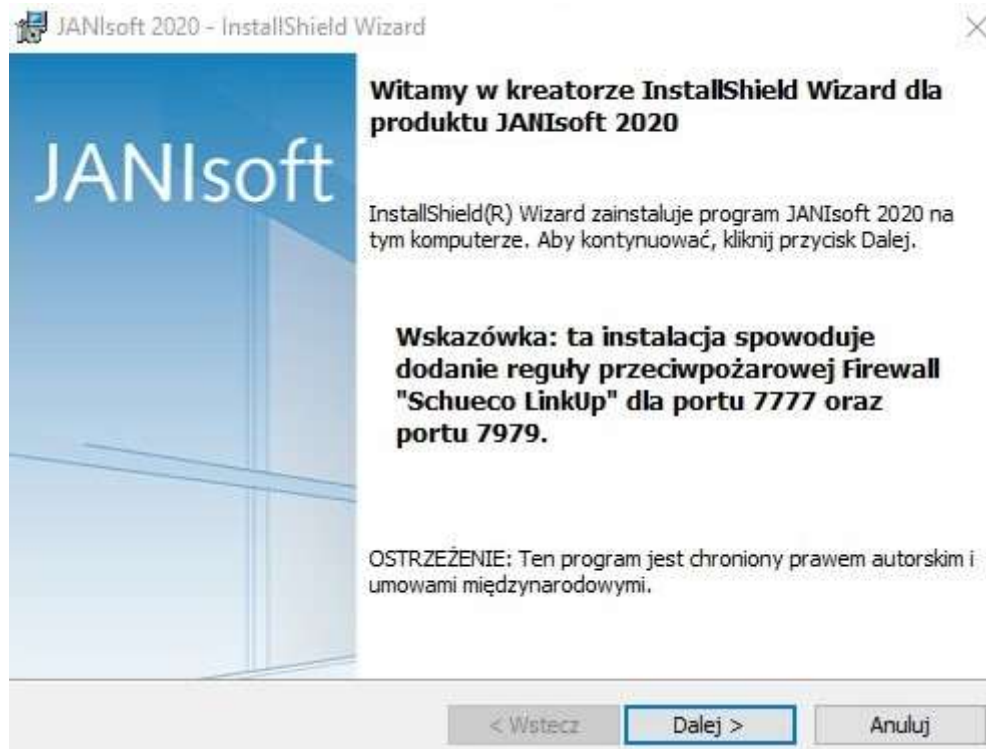 JANIsoft 2020 - InstallShield Wizard
JANIsoft
Witamy w kreatorze InstallShield Wizard dla
produktu JANIsoft 2020
InstallShield(R) Wizard zainstaluje program JANIsoft 2020 na
tym komputerze. Aby kontynuować, kliknij przycisk Dalej.
Wskazówka: ta instalacja spowoduje
dodanie reguły przeciwpożarowej Firewall
"Schueco LinkUp" dla portu 7777 oraz
portu 7979.
OSTRZEŻENIE: Ten program jest chroniony prawem autorskim i
umowami międzynarodowymi.
< Wstecz
Dalej >
Anuluj